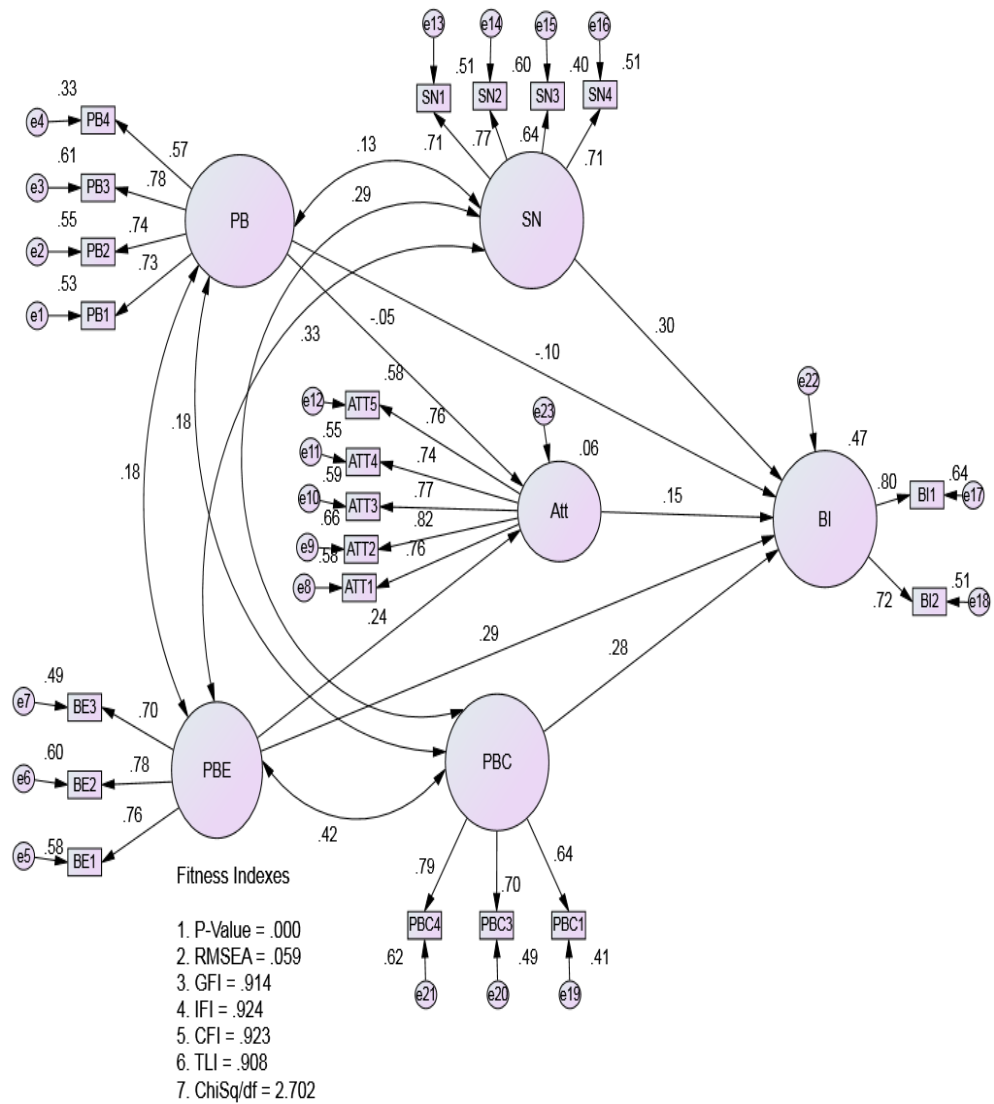 e13 e14 e15 e16
.51 .60 .40 .51
SN1 SN2 SN3 SN4
.71 .77 .64 .71
.33
e4 PB4
.57
.61
e3 PB3 .78
.55
e2 PB2 .74
.53
e1 PB1 .73
PB
.13
.29
SN
.33
-.05
-.10
.30
.18
.18
.58
e12 ATT5 .76
.55
e11 ATT4 .74
.59
e10 ATT3 .77
.66
e9 ATT2 .82
.58
e8 ATT1 .76
e23
.06
Att
.15
e22
.47
BI
.80 BI1 .64 e17
.72 BI2 .51 e18
.24
.29
.28
.49
e7 BE3 .70
.60
e6 BE2 .78
.58
e5 BE1 .76
PBE
PBC
.42
.79 .70 .64
PBC4 PBC3 PBC1
.62 .49 .41
e21 e20 e19
Fitness Indexes
1. P-Value = .000
2. RMSEA = .059
3. GFI = .914
4. IFI = .924
5. CFI = .923
6. TLI = .908
7. ChiSq/df = 2.702